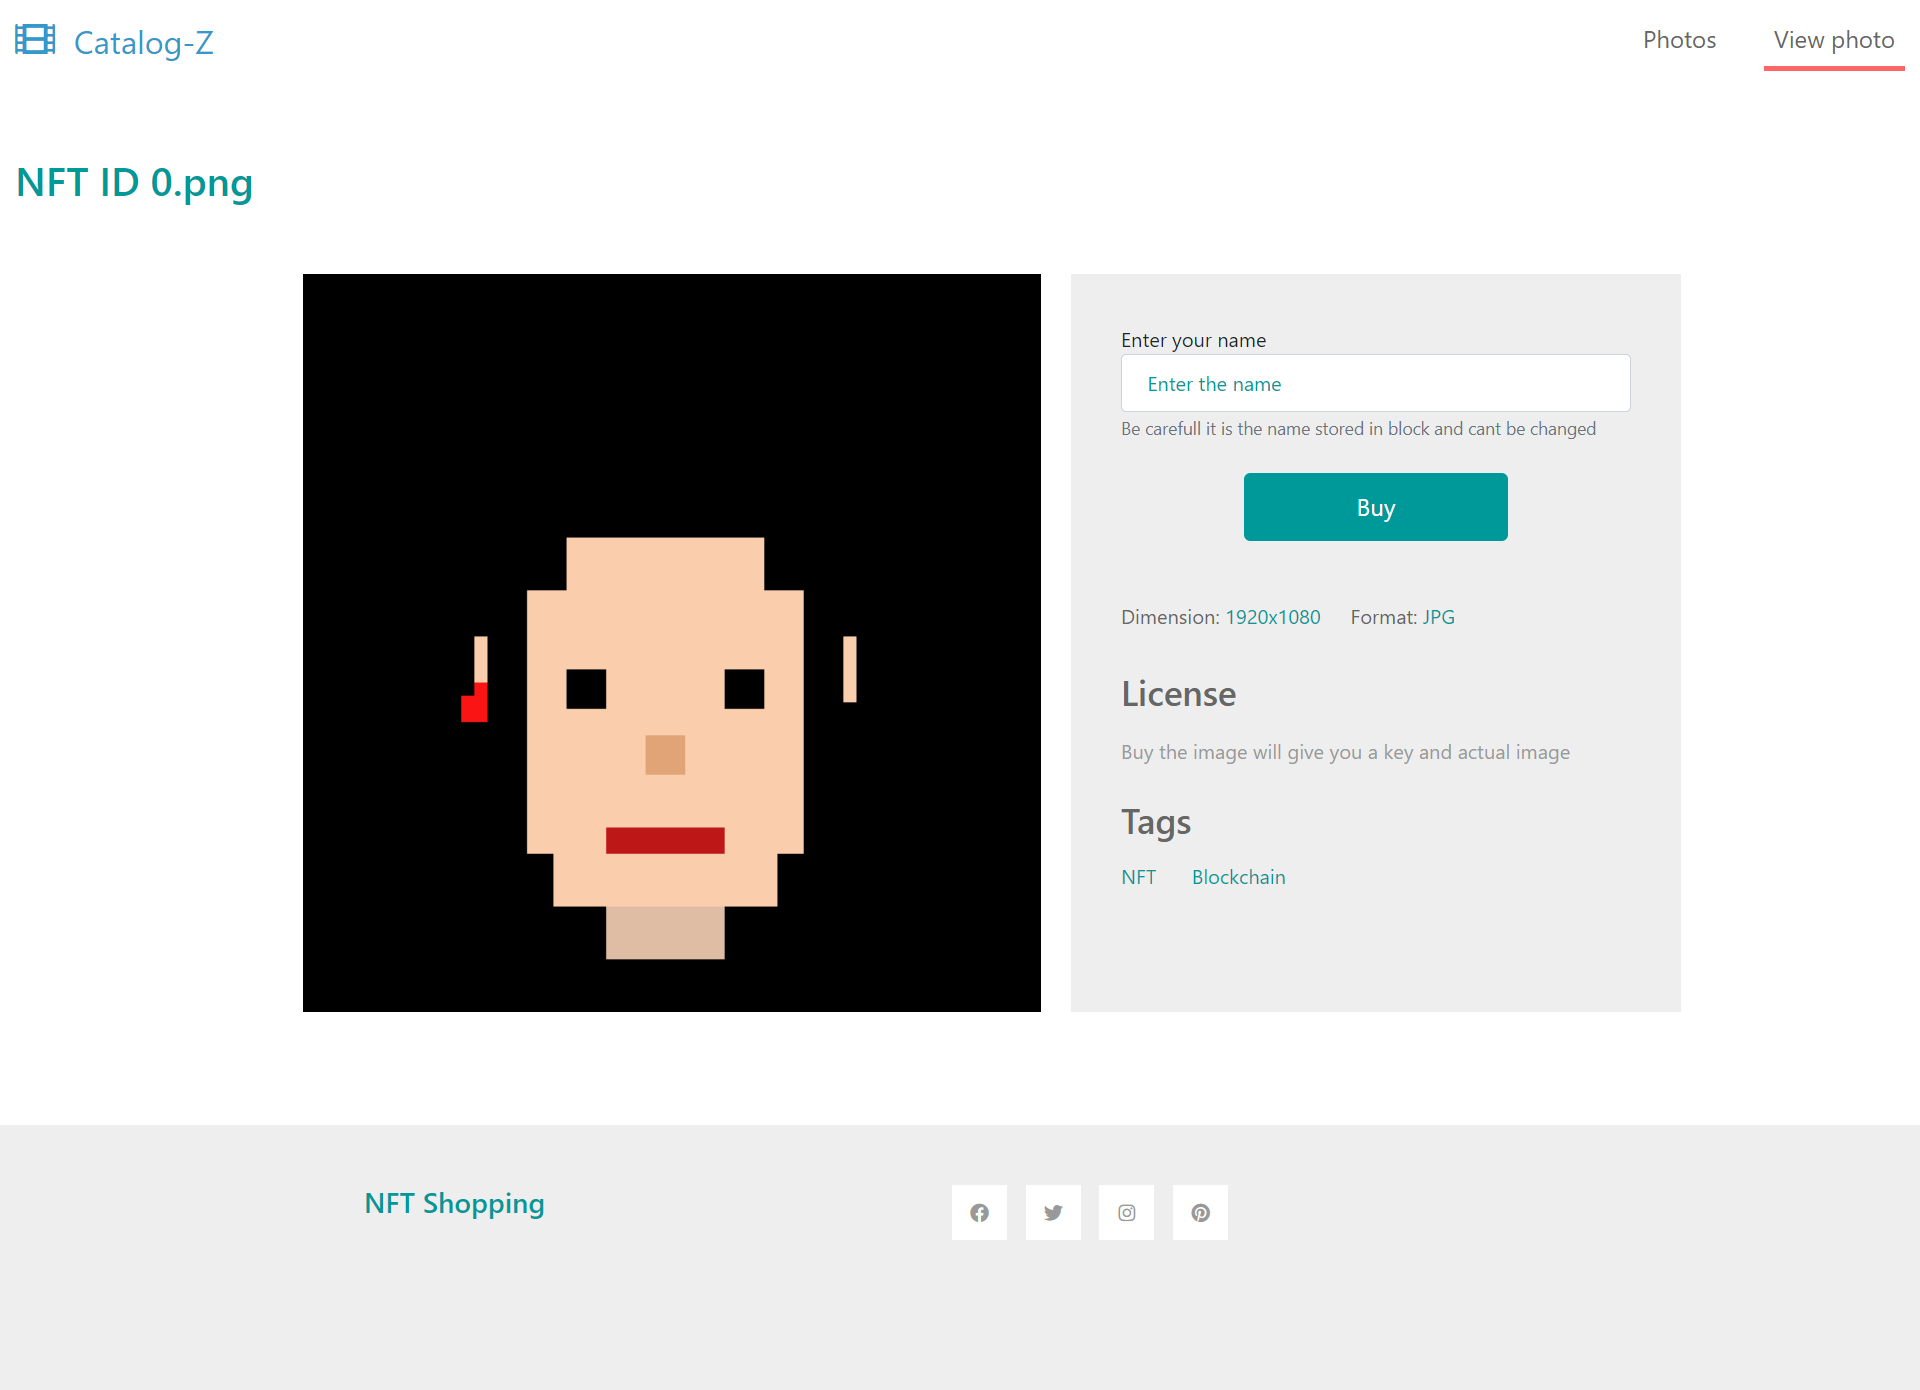 Catalog-Z
Photos
View photo
NFT ID 0.png
Enter your name
Enter the name
Be carefull it is the name stored in block and cant be changed
Buy
Dimension: 1920x1080 Format: JPG
License
Buy the image will give you a key and actual image
Tags
NFT Blockchain
NFT Shopping